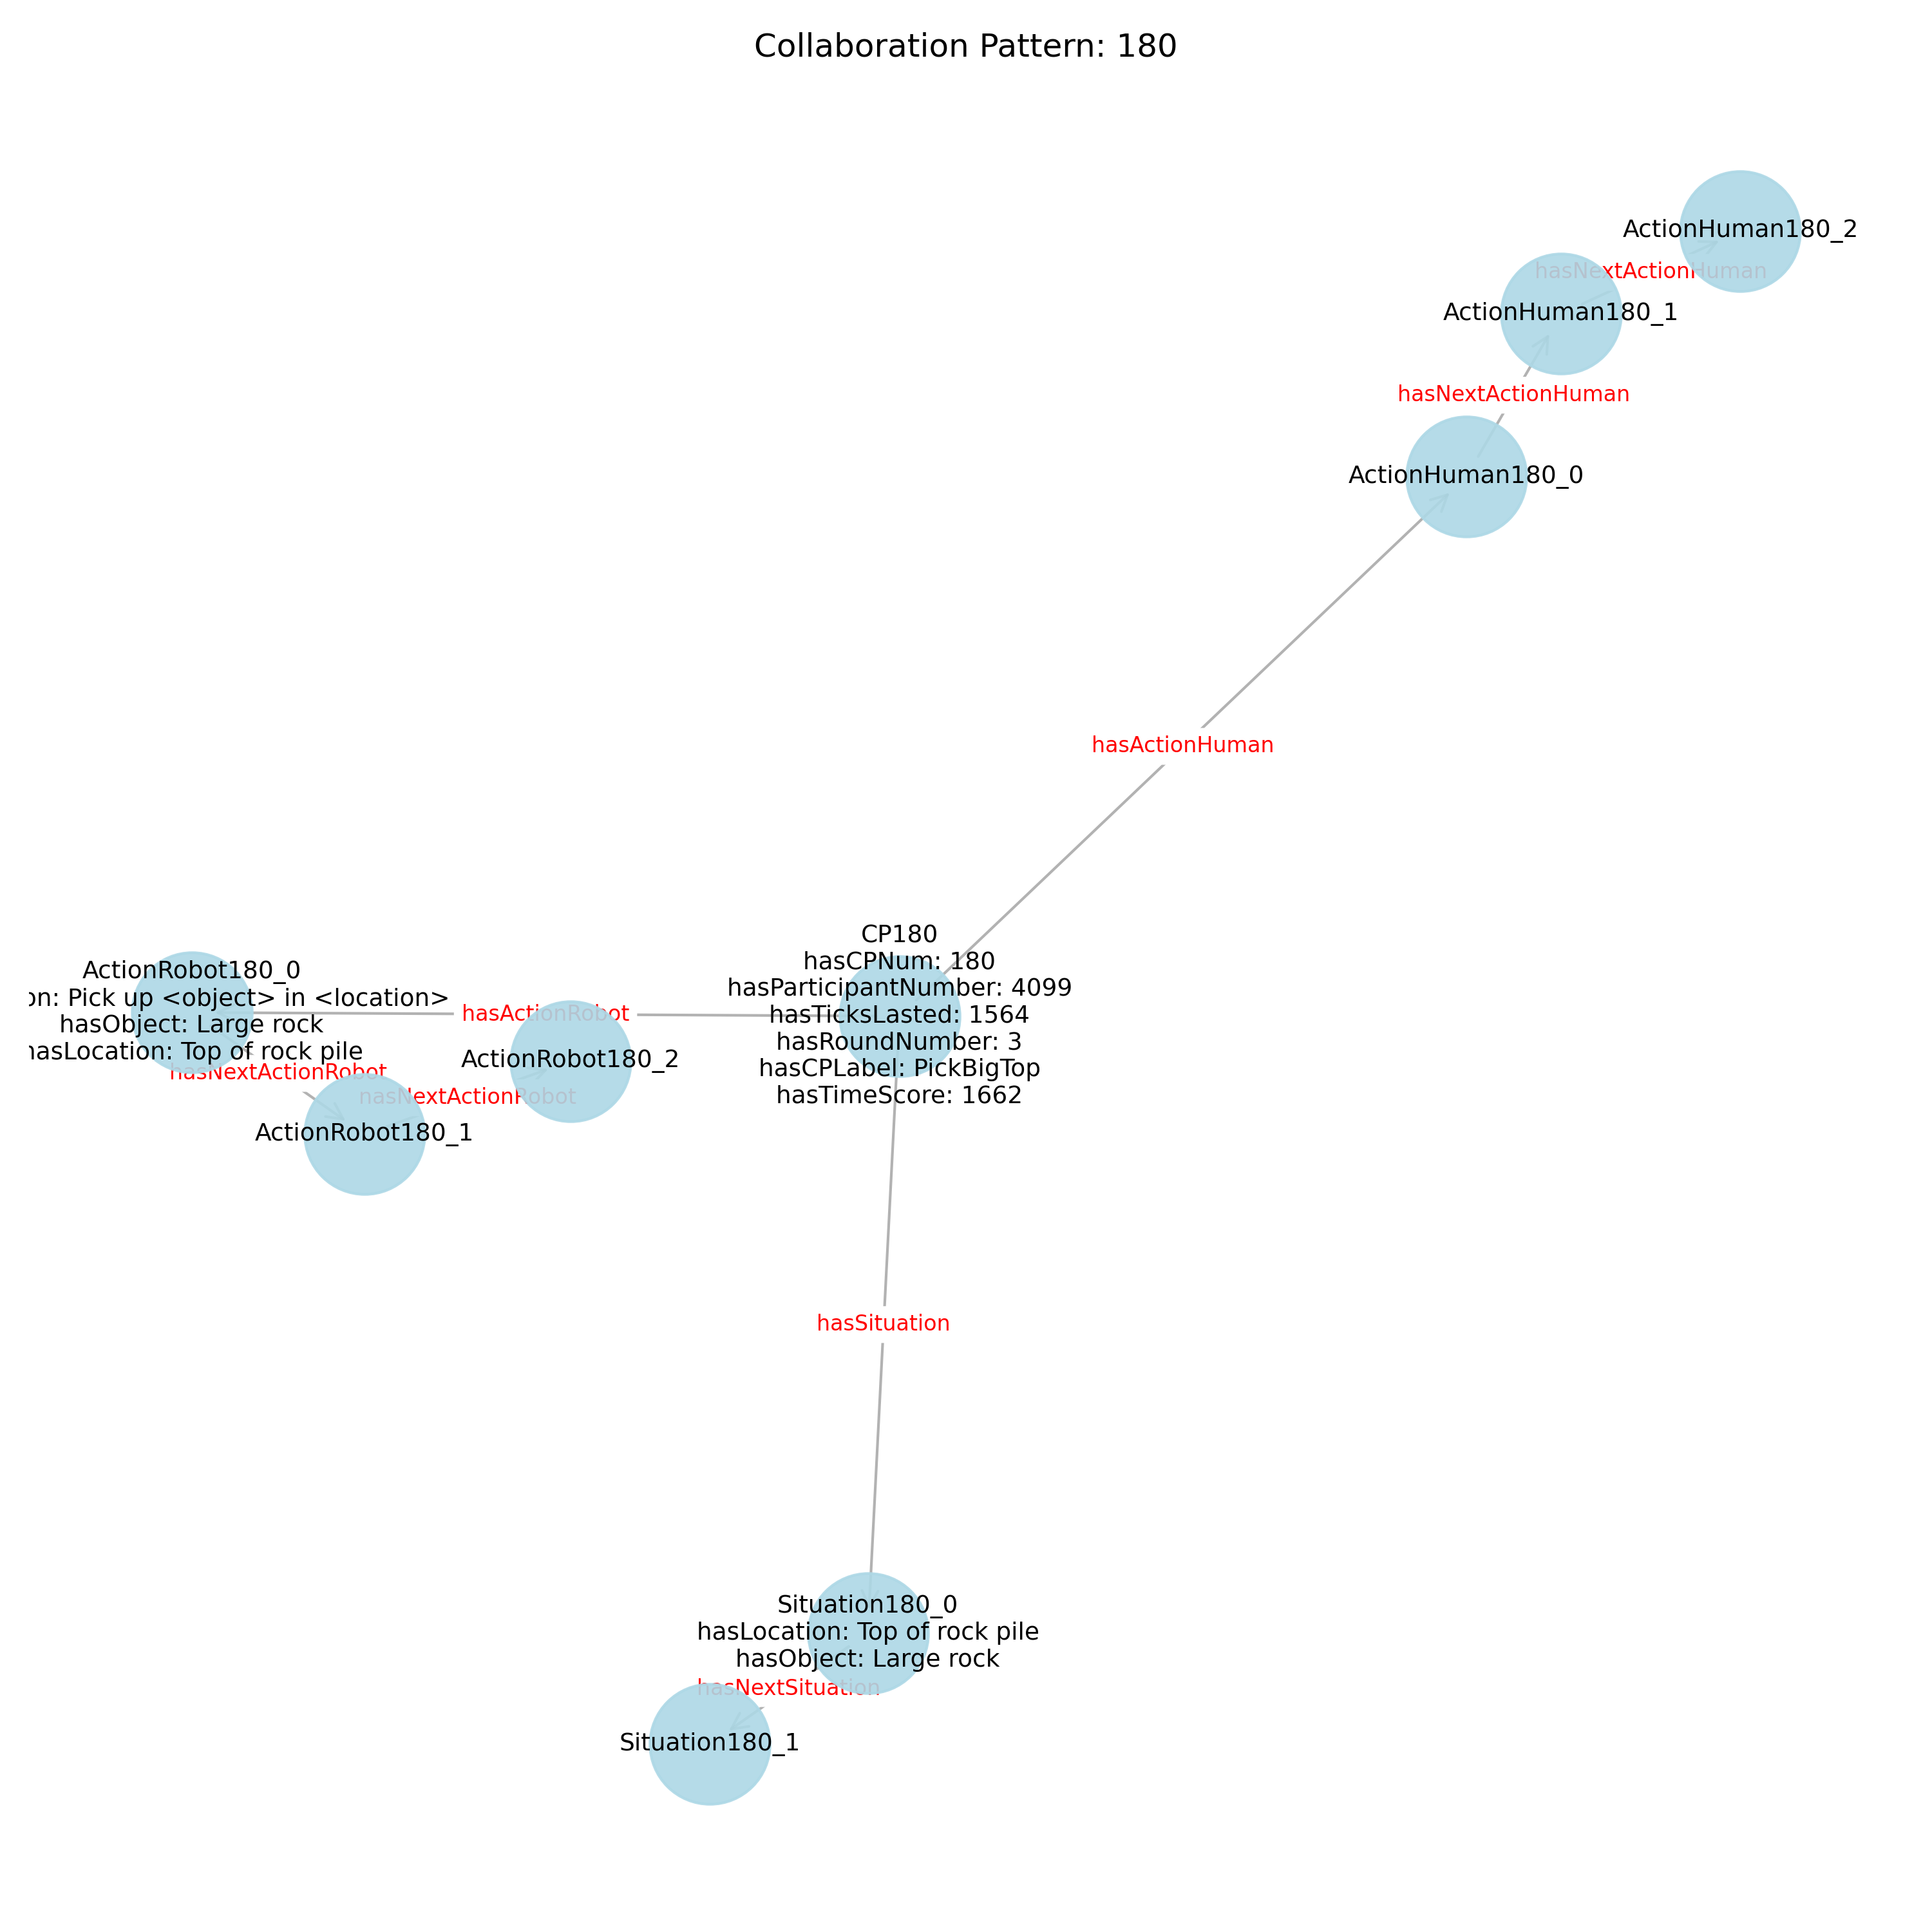 Collaboration Pattern: 180
ActionHuman180_2
hasNextActionHuman
ActionHuman180_1
hasNextActionHuman
ActionHuman180_0
hasActionHuman
CP180
hasCPNum: 180
hasParticipantNumber: 4099
hasTicksLasted: 1564
hasRoundNumber: 3
hasCPLabel: PickBigTop
hasTimeScore: 1662
ActionRobot180_0
on: Pick up <object> in <location>
hasObject: Large rock
hasLocation: Top of rock pile
hasActionRobot
ActionRobot180_2
hasNextActionRobot
hasNextActionRobot
ActionRobot180_1
hasSituation
Situation180_0
hasLocation: Top of rock pile
hasObject: Large rock
hasNextSituation
Situation180_1